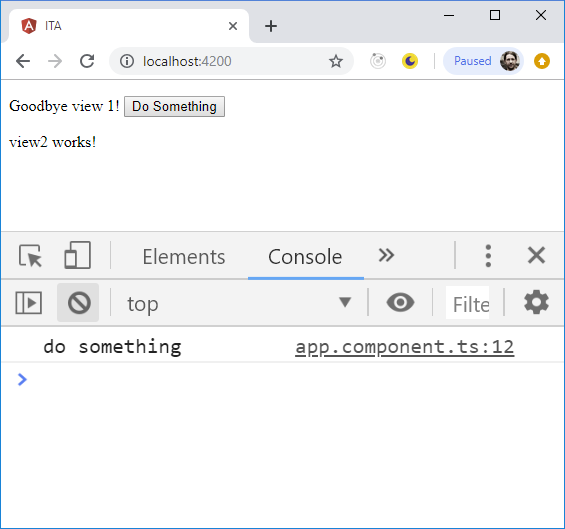 ITA
localhost:4200
Paused
Goodbye view 1! Do Something
view2 works!
Elements Console
top Filte
do something app.component.ts:12